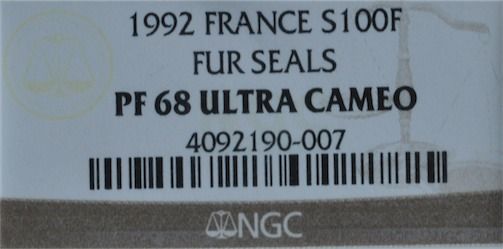 1992 FRANCE S100F
FUR SEALS
PF 68 ULTRA CAMEO
4092190-007
NGC